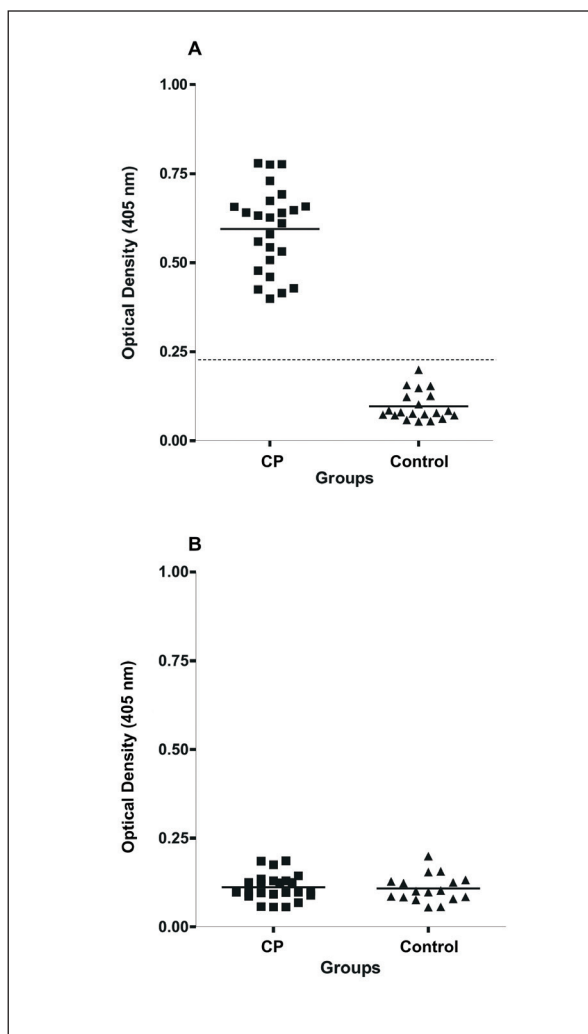 A
Optical Density (405 nm)
1.00
0.75
0.50
0.25
0.00
CP
Control
Groups
B
Optical Density (405 nm)
1.00
0.75
0.50
0.25
0.00
CP
Control
Groups